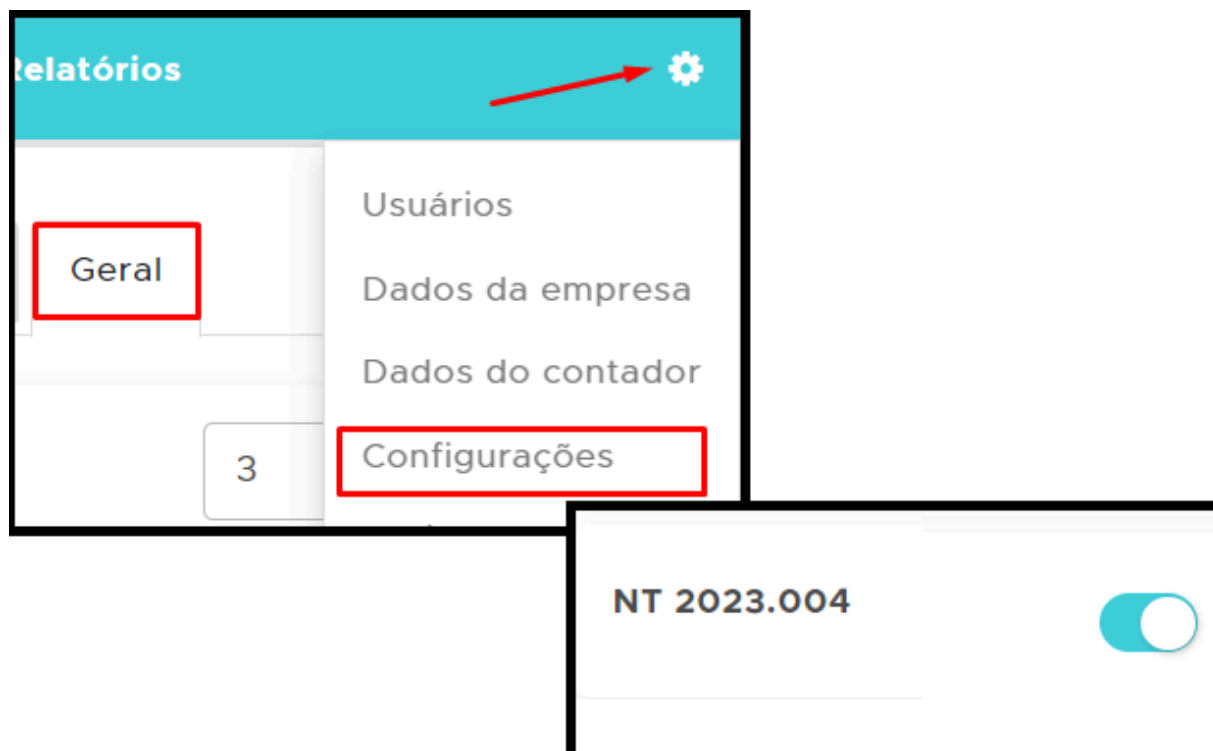 Relatórios
Usuários
Geral
Dados da empresa
Dados do contador
Configurações
3
NT 2023.004